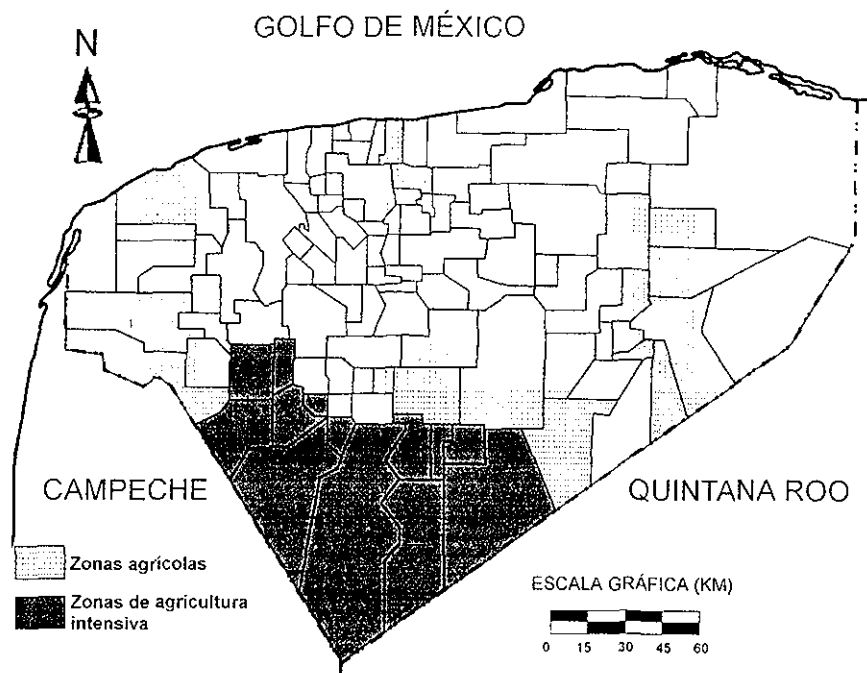 GOLFO DE MÉXICO
N
CAMPECHE
QUINTANA ROO
Zonas agrícolas
Zonas de agricultura
intensiva
ESCALA GRÁFICA (KM)
0 15 30 45 60